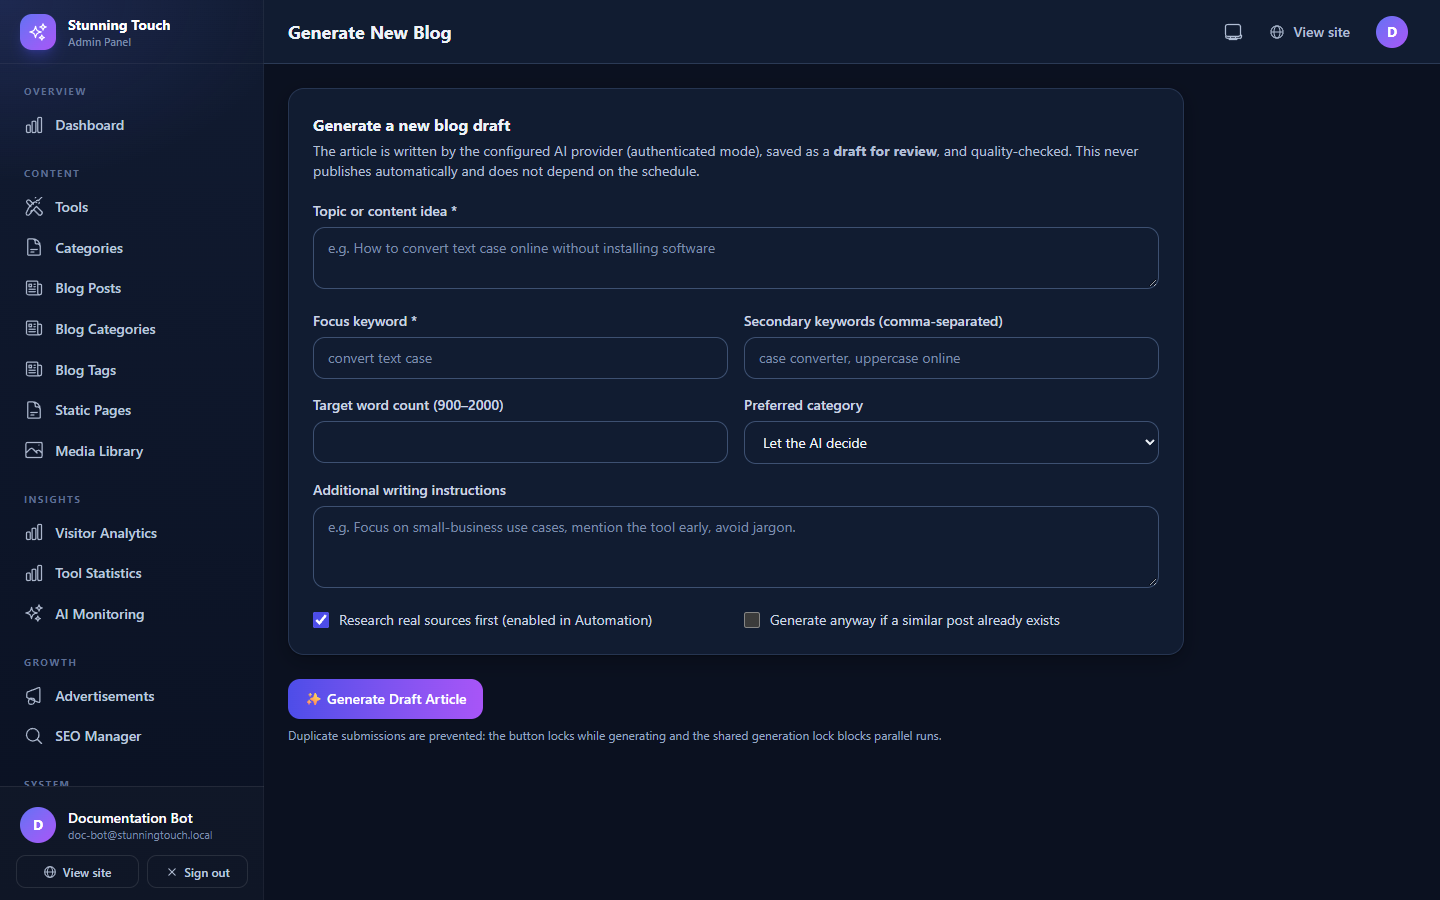 Stunning Touch
Admin Panel
OVERVIEW
Dashboard
CONTENT
Tools
Categories
Blog Posts
Blog Categories
Blog Tags
Static Pages
Media Library
INSIGHTS
Visitor Analytics
Tool Statistics
AI Monitoring
GROWTH
Advertisements
SEO Manager
SYSTEM
D
Documentation Bot
doc-bot@stunningtouch.local
View site
Sign out
Generate New Blog
View site
D
Generate a new blog draft
The article is written by the configured AI provider (authenticated mode), saved as a draft for review, and quality-checked. This never
publishes automatically and does not depend on the schedule.
Topic or content idea *
e.g. How to convert text case online without installing software
Focus keyword *
convert text case
Secondary keywords (comma-separated)
case converter, uppercase online
Target word count (900–2000)
Preferred category
Let the AI decide
Additional writing instructions
e.g. Focus on small-business use cases, mention the tool early, avoid jargon.
Research real sources first (enabled in Automation)
Generate anyway if a similar post already exists
✨ Generate Draft Article
Duplicate submissions are prevented: the button locks while generating and the shared generation lock blocks parallel runs.